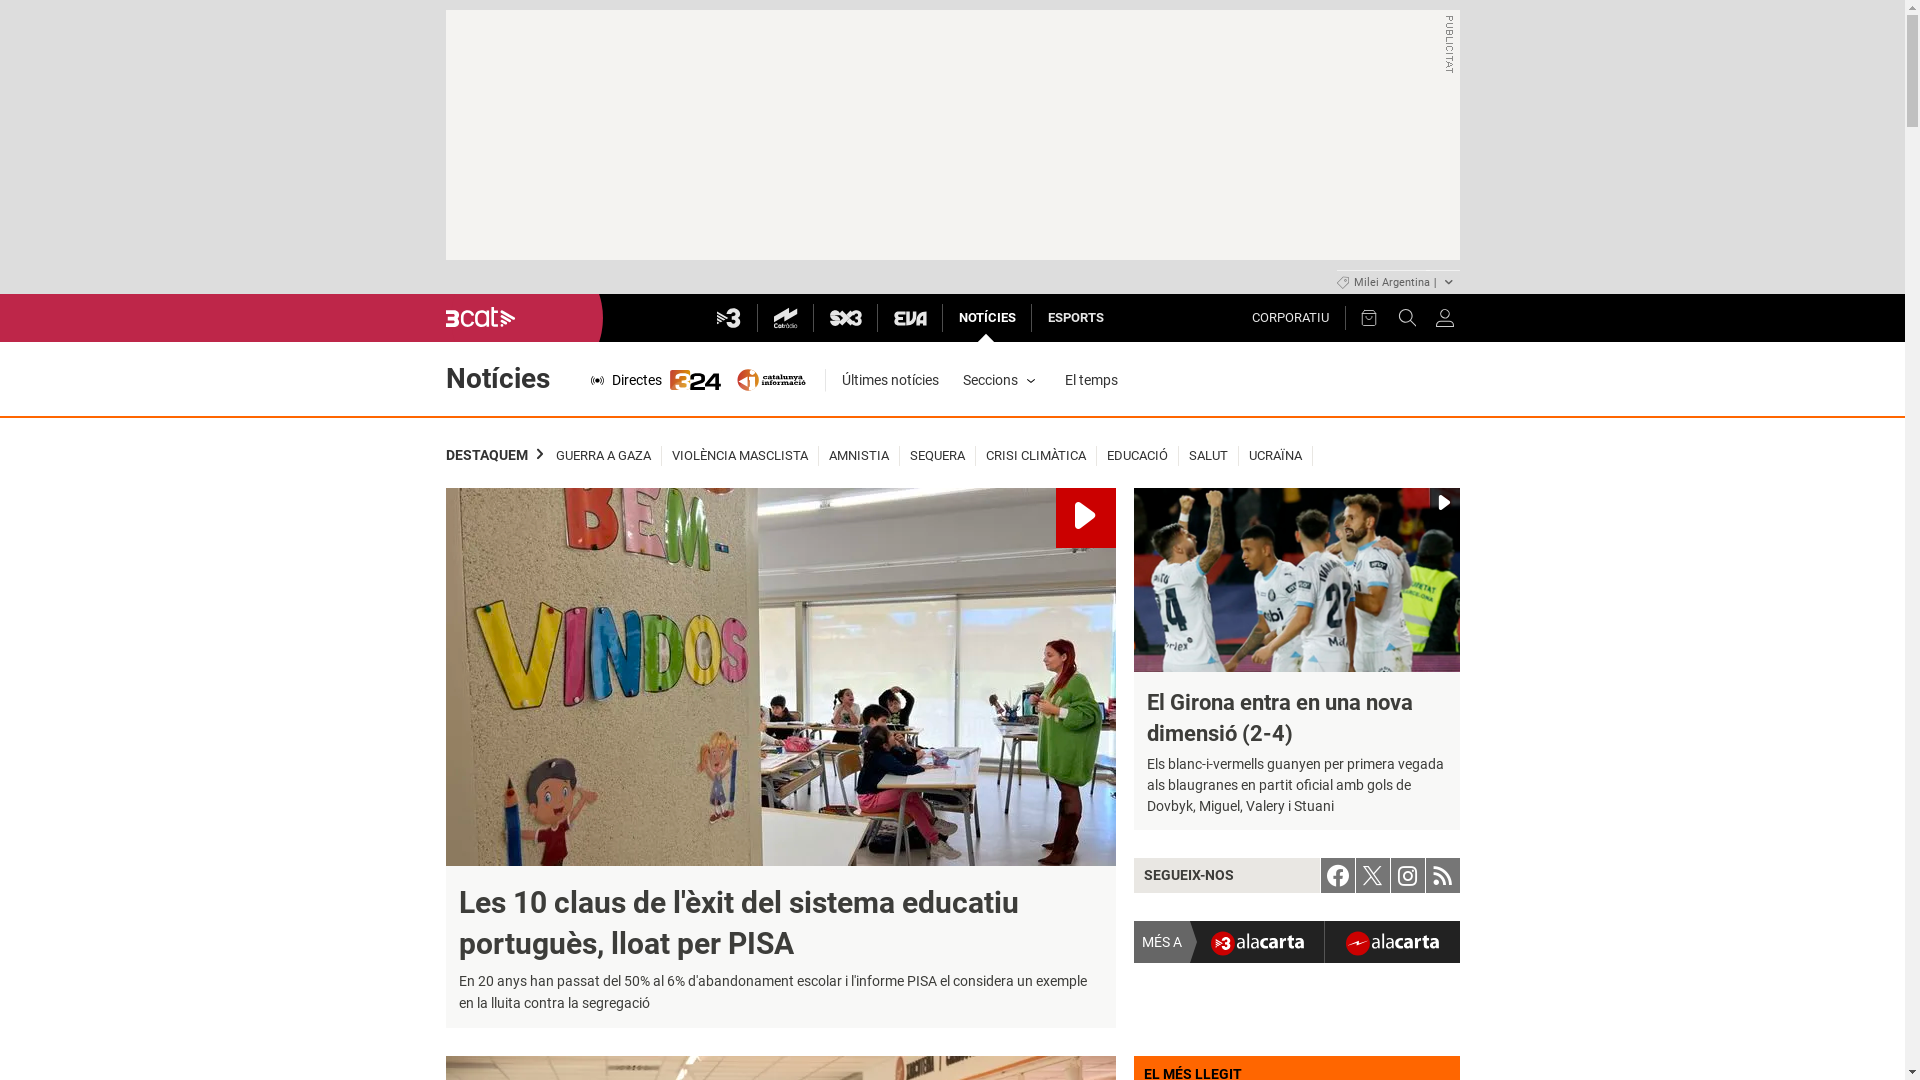 PUBLICITAT
Milei Argentina |
3cat
3
Catràdio
SX3
EVA
NOTÍCIES
ESPORTS
CORPORATIU
Notícies
Directes
324
catalunya
informació
Últimes notícies
Seccions
El temps
DESTAQUEM
GUERRA A GAZA
VIOLÈNCIA MASCLISTA
AMNISTIA
SEQUERA
CRISI CLIMÀTICA
EDUCACIÓ
SALUT
UCRAÏNA
BEM-
VINDOS
Les 10 claus de l'èxit del sistema educatiu
portuguès, lloat per PISA
En 20 anys han passat del 50% al 6% d'abandonament escolar i l'informe PISA el considera un exemple
en la lluita contra la segregació
El Girona entra en una nova
dimensió (2-4)
Els blanc-i-vermells guanyen per primera vegada
als blaugranes en partit oficial amb gols de
Dovbyk, Miguel, Valery i Stuani
SEGUEIX-NOS
MÉS A
3alacarta
alacarta
EL MÉS LLEGIT